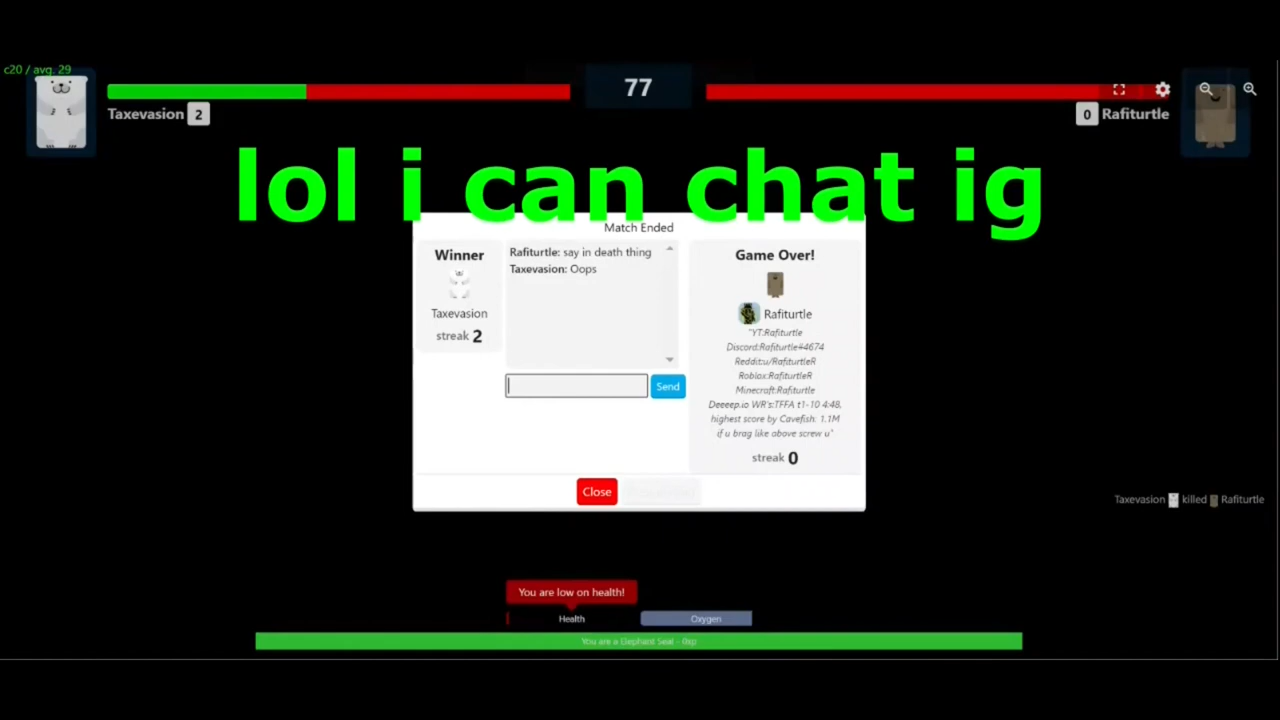 c20 / avg. 29
77
Taxevasion 2
0 Rafiturtle
lol i can chat ig
Match Ended
Winner
Taxevasion
streak 2
Rafiturtle: say in death thing
Taxevasion: Oops
Send
Game Over!
Rafiturtle
"YT:Rafiturtle
Discord:Rafiturtle#4674
Reddit:u/RafiturtleR
Roblox:RafiturtleR
Minecraft:Rafiturtle
Deeeep.io WR's:TFFA t1-10 4:48,
highest score by Cavefish: 1.1M
if u brag like above screw u"
streak 0
Close
Taxevasion killed Rafiturtle
You are low on health!
Health
Oxygen
You are a Elephant Seal - 0xp